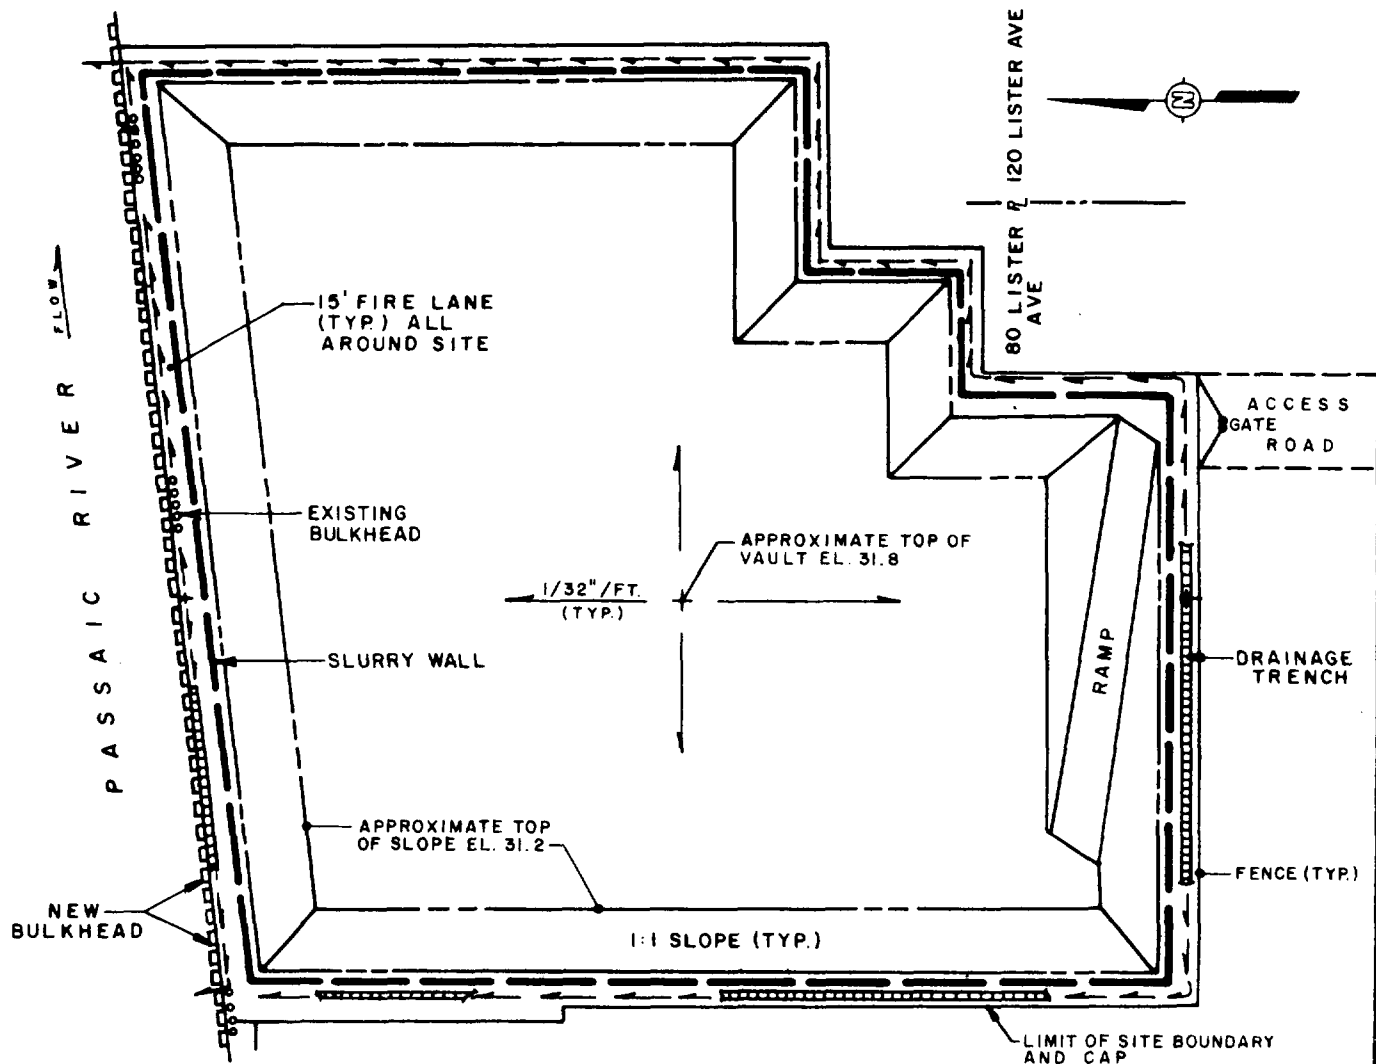 80 LISTER
AVE
℄ 120 LISTER AVE
N
FLOW
PASSAIC RIVER
15' FIRE LANE
(TYP.) ALL
AROUND SITE
ACCESS
GATE
ROAD
EXISTING
BULKHEAD
APPROXIMATE TOP OF
VAULT EL. 31.8
1/32"/FT.
(TYP.)
SLURRY WALL
RAMP
DRAINAGE
TRENCH
APPROXIMATE TOP
OF SLOPE EL. 31.2
FENCE (TYP.)
NEW
BULKHEAD
1:1 SLOPE (TYP.)
LIMIT OF SITE BOUNDARY
AND CAP